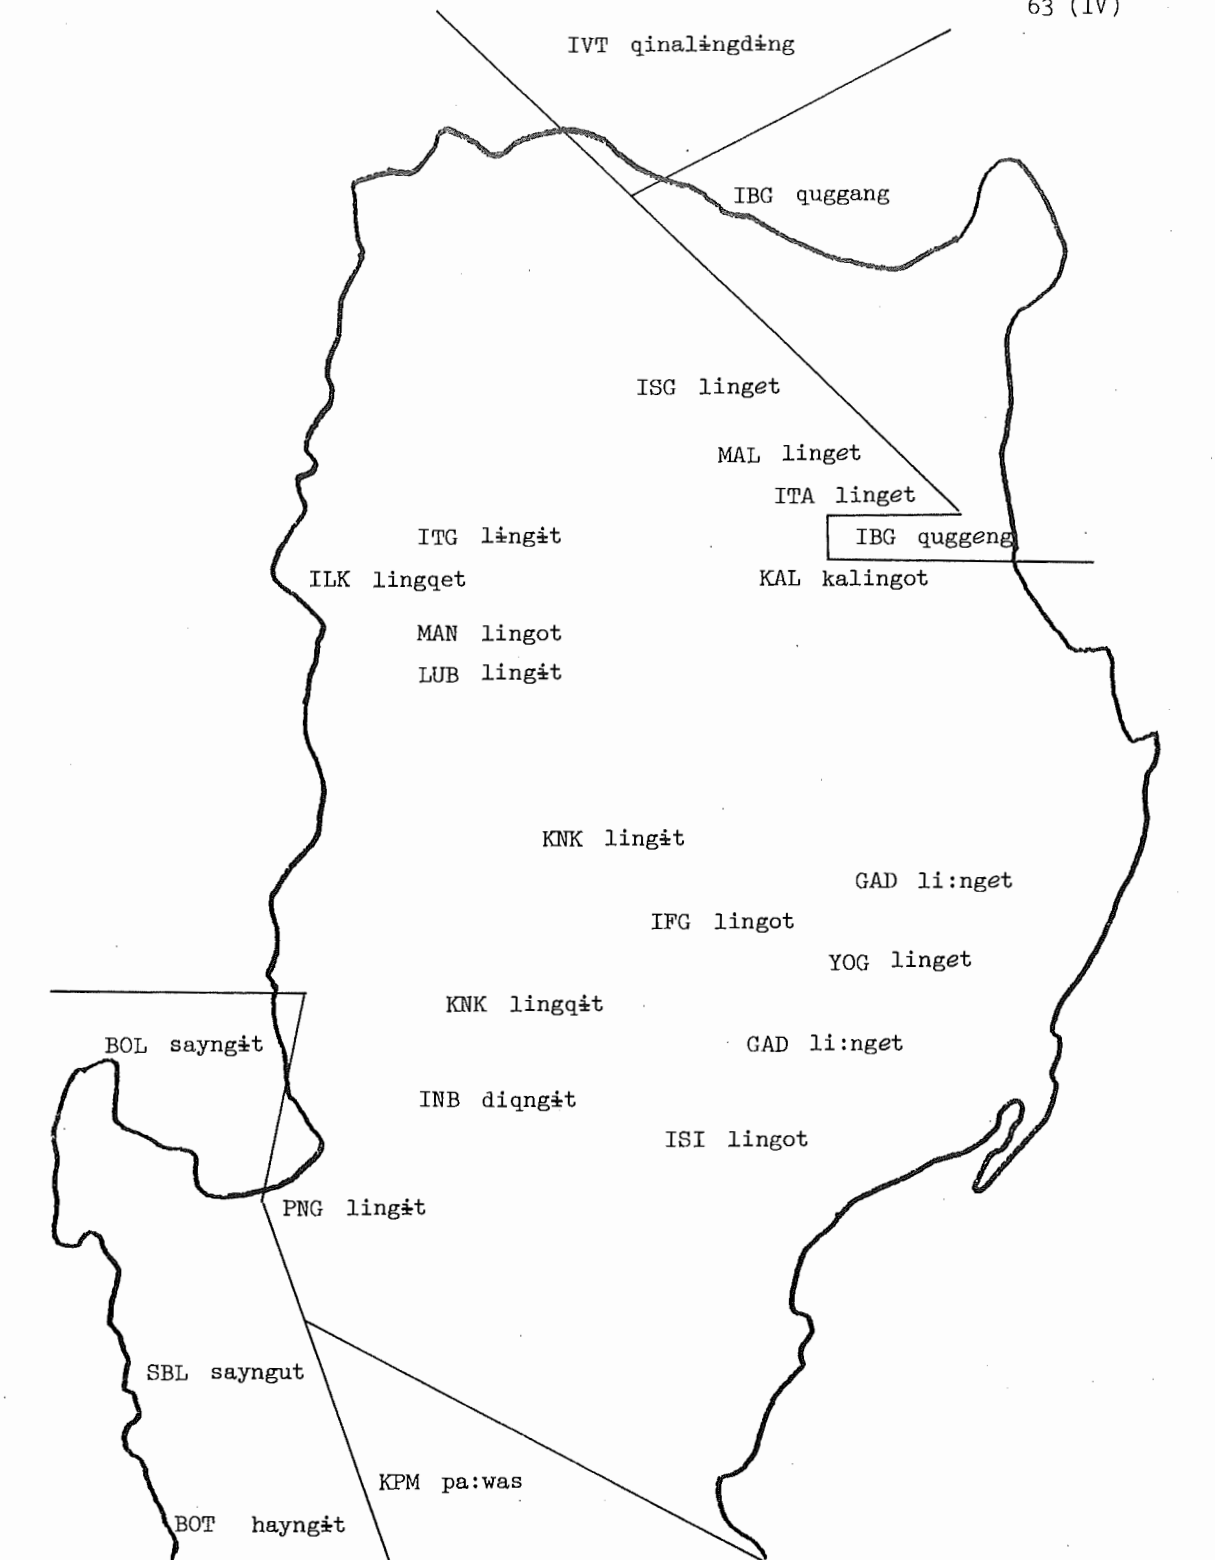 63 (IV)
IVT qinalɨngdɨng
IBG quggang
ISG linget
MAL linget
ITA linget
ITG lɨngɨt
IBG quggeng
ILK lingqet
KAL kalingot
MAN lingot
LUB lingɨt
KNK lingɨt
GAD li:nget
IFG lingot
YOG linget
KNK lingqɨt
BOL sayngɨt
GAD li:nget
INB diqngɨt
ISI lingot
PNG lingɨt
SBL sayngut
KPM pa:was
BOT hayngɨt